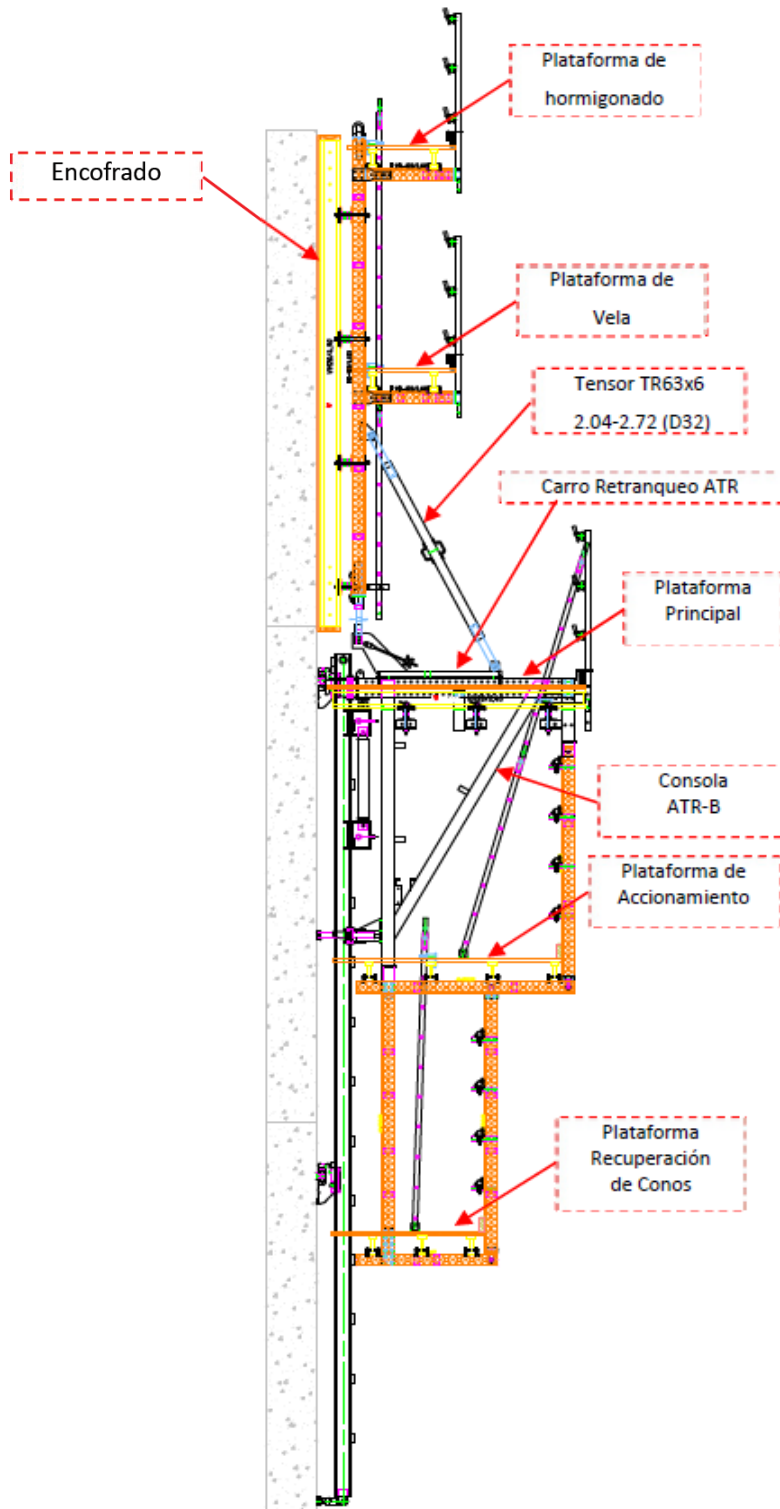 Plataforma de
hormigonado
Encofrado
Plataforma de
Vela
Tensor TR63x6
2.04-2.72 (D32)
Carro Retranqueo ATR
Plataforma
Principal
Consola
ATR-B
Plataforma de
Accionamiento
Plataforma
Recuperación
de Conos